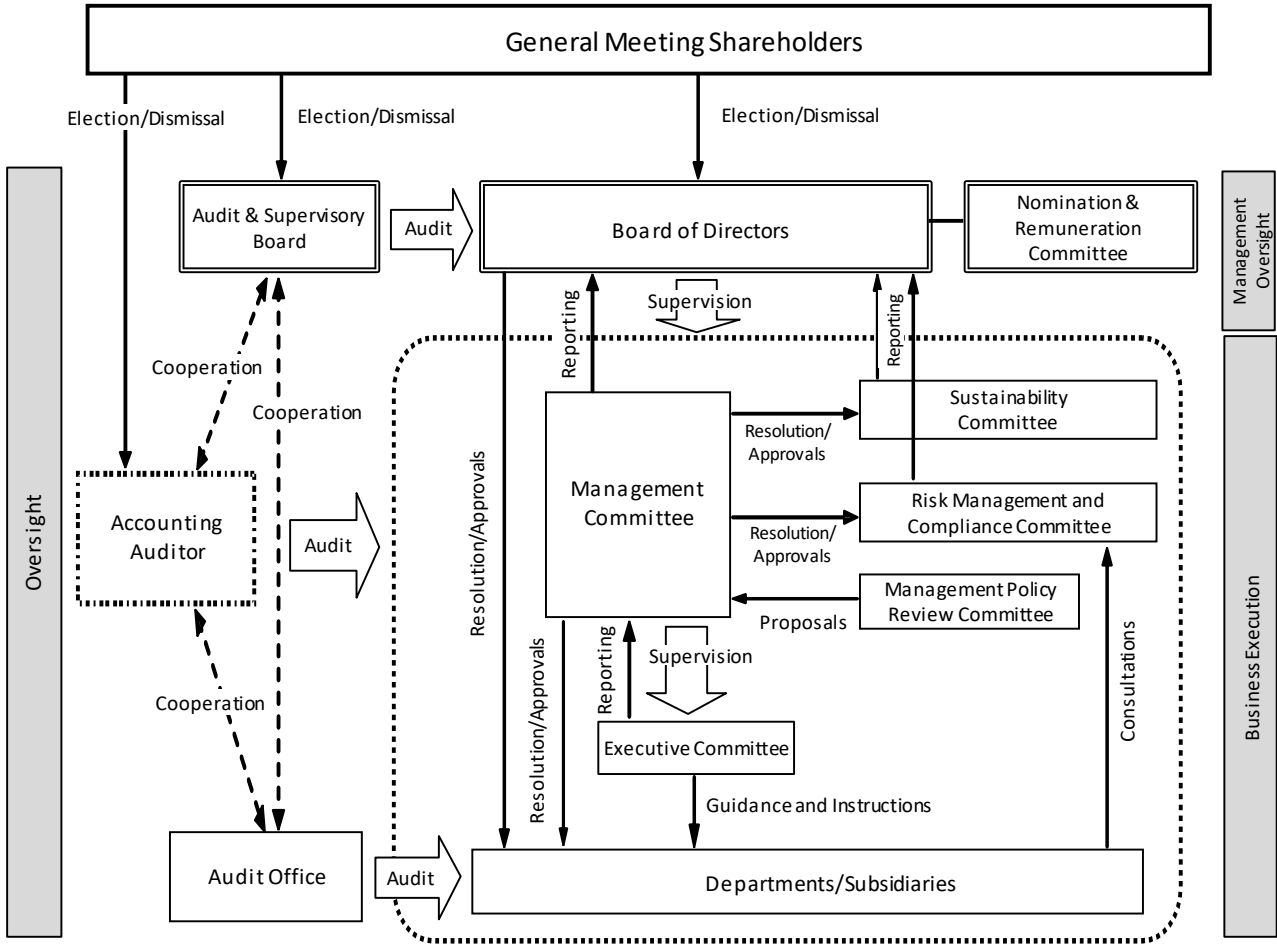 General Meeting Shareholders
Election/Dismissal
Election/Dismissal
Election/Dismissal
Oversight
Audit & Supervisory
Board
Audit
Board of Directors
Nomination &
Remuneration
Committee
Management
Oversight
Reporting
Supervision
Reporting
Cooperation
Cooperation
Sustainability
Committee
Resolution/
Approvals
Management
Committee
Risk Management and
Compliance Committee
Resolution/
Approvals
Accounting
Auditor
Audit
Resolution/Approvals
Management Policy
Review Committee
Proposals
Business Execution
Cooperation
Resolution/Approvals
Reporting
Supervision
Consultations
Executive Committee
Guidance and Instructions
Audit Office
Audit
Departments/Subsidiaries